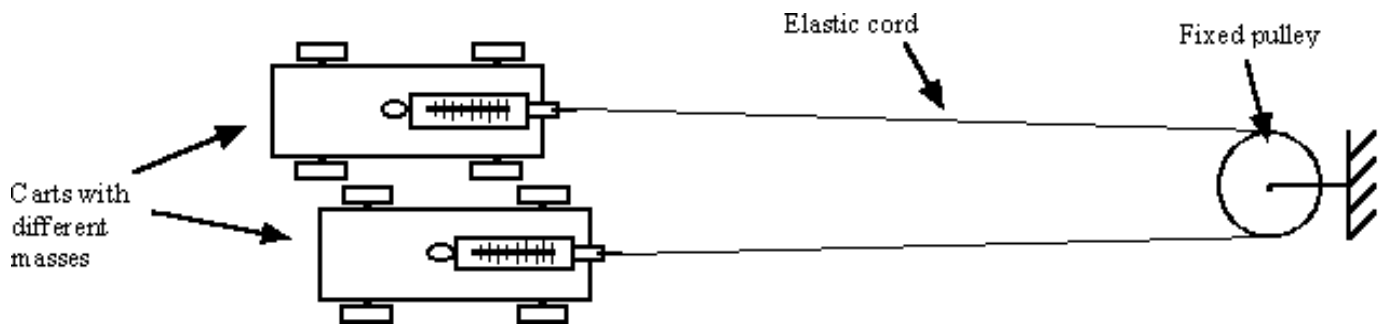 Elastic cord
Fixed pulley
Carts with
different
masses